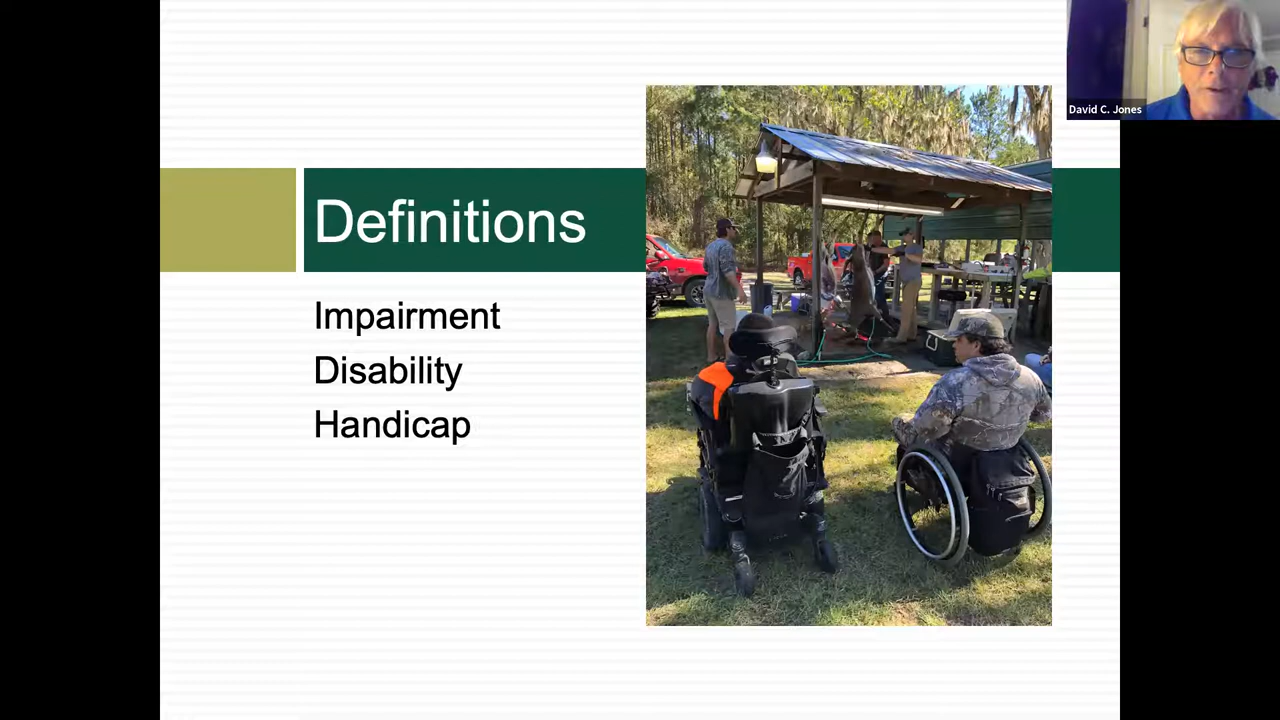 David C. Jones
Definitions
Impairment
Disability
Handicap